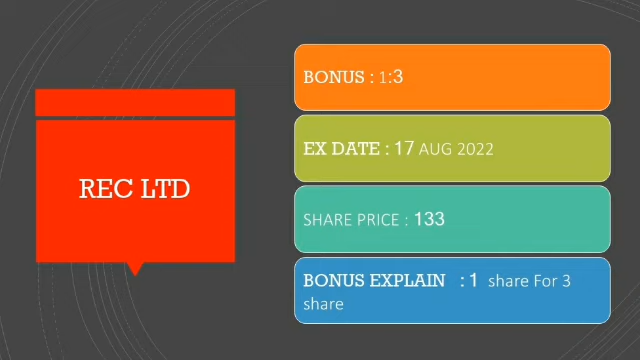 REC LTD
BONUS : 1:3
EX DATE : 17 AUG 2022
SHARE PRICE : 133
BONUS EXPLAIN : 1 share For 3
share